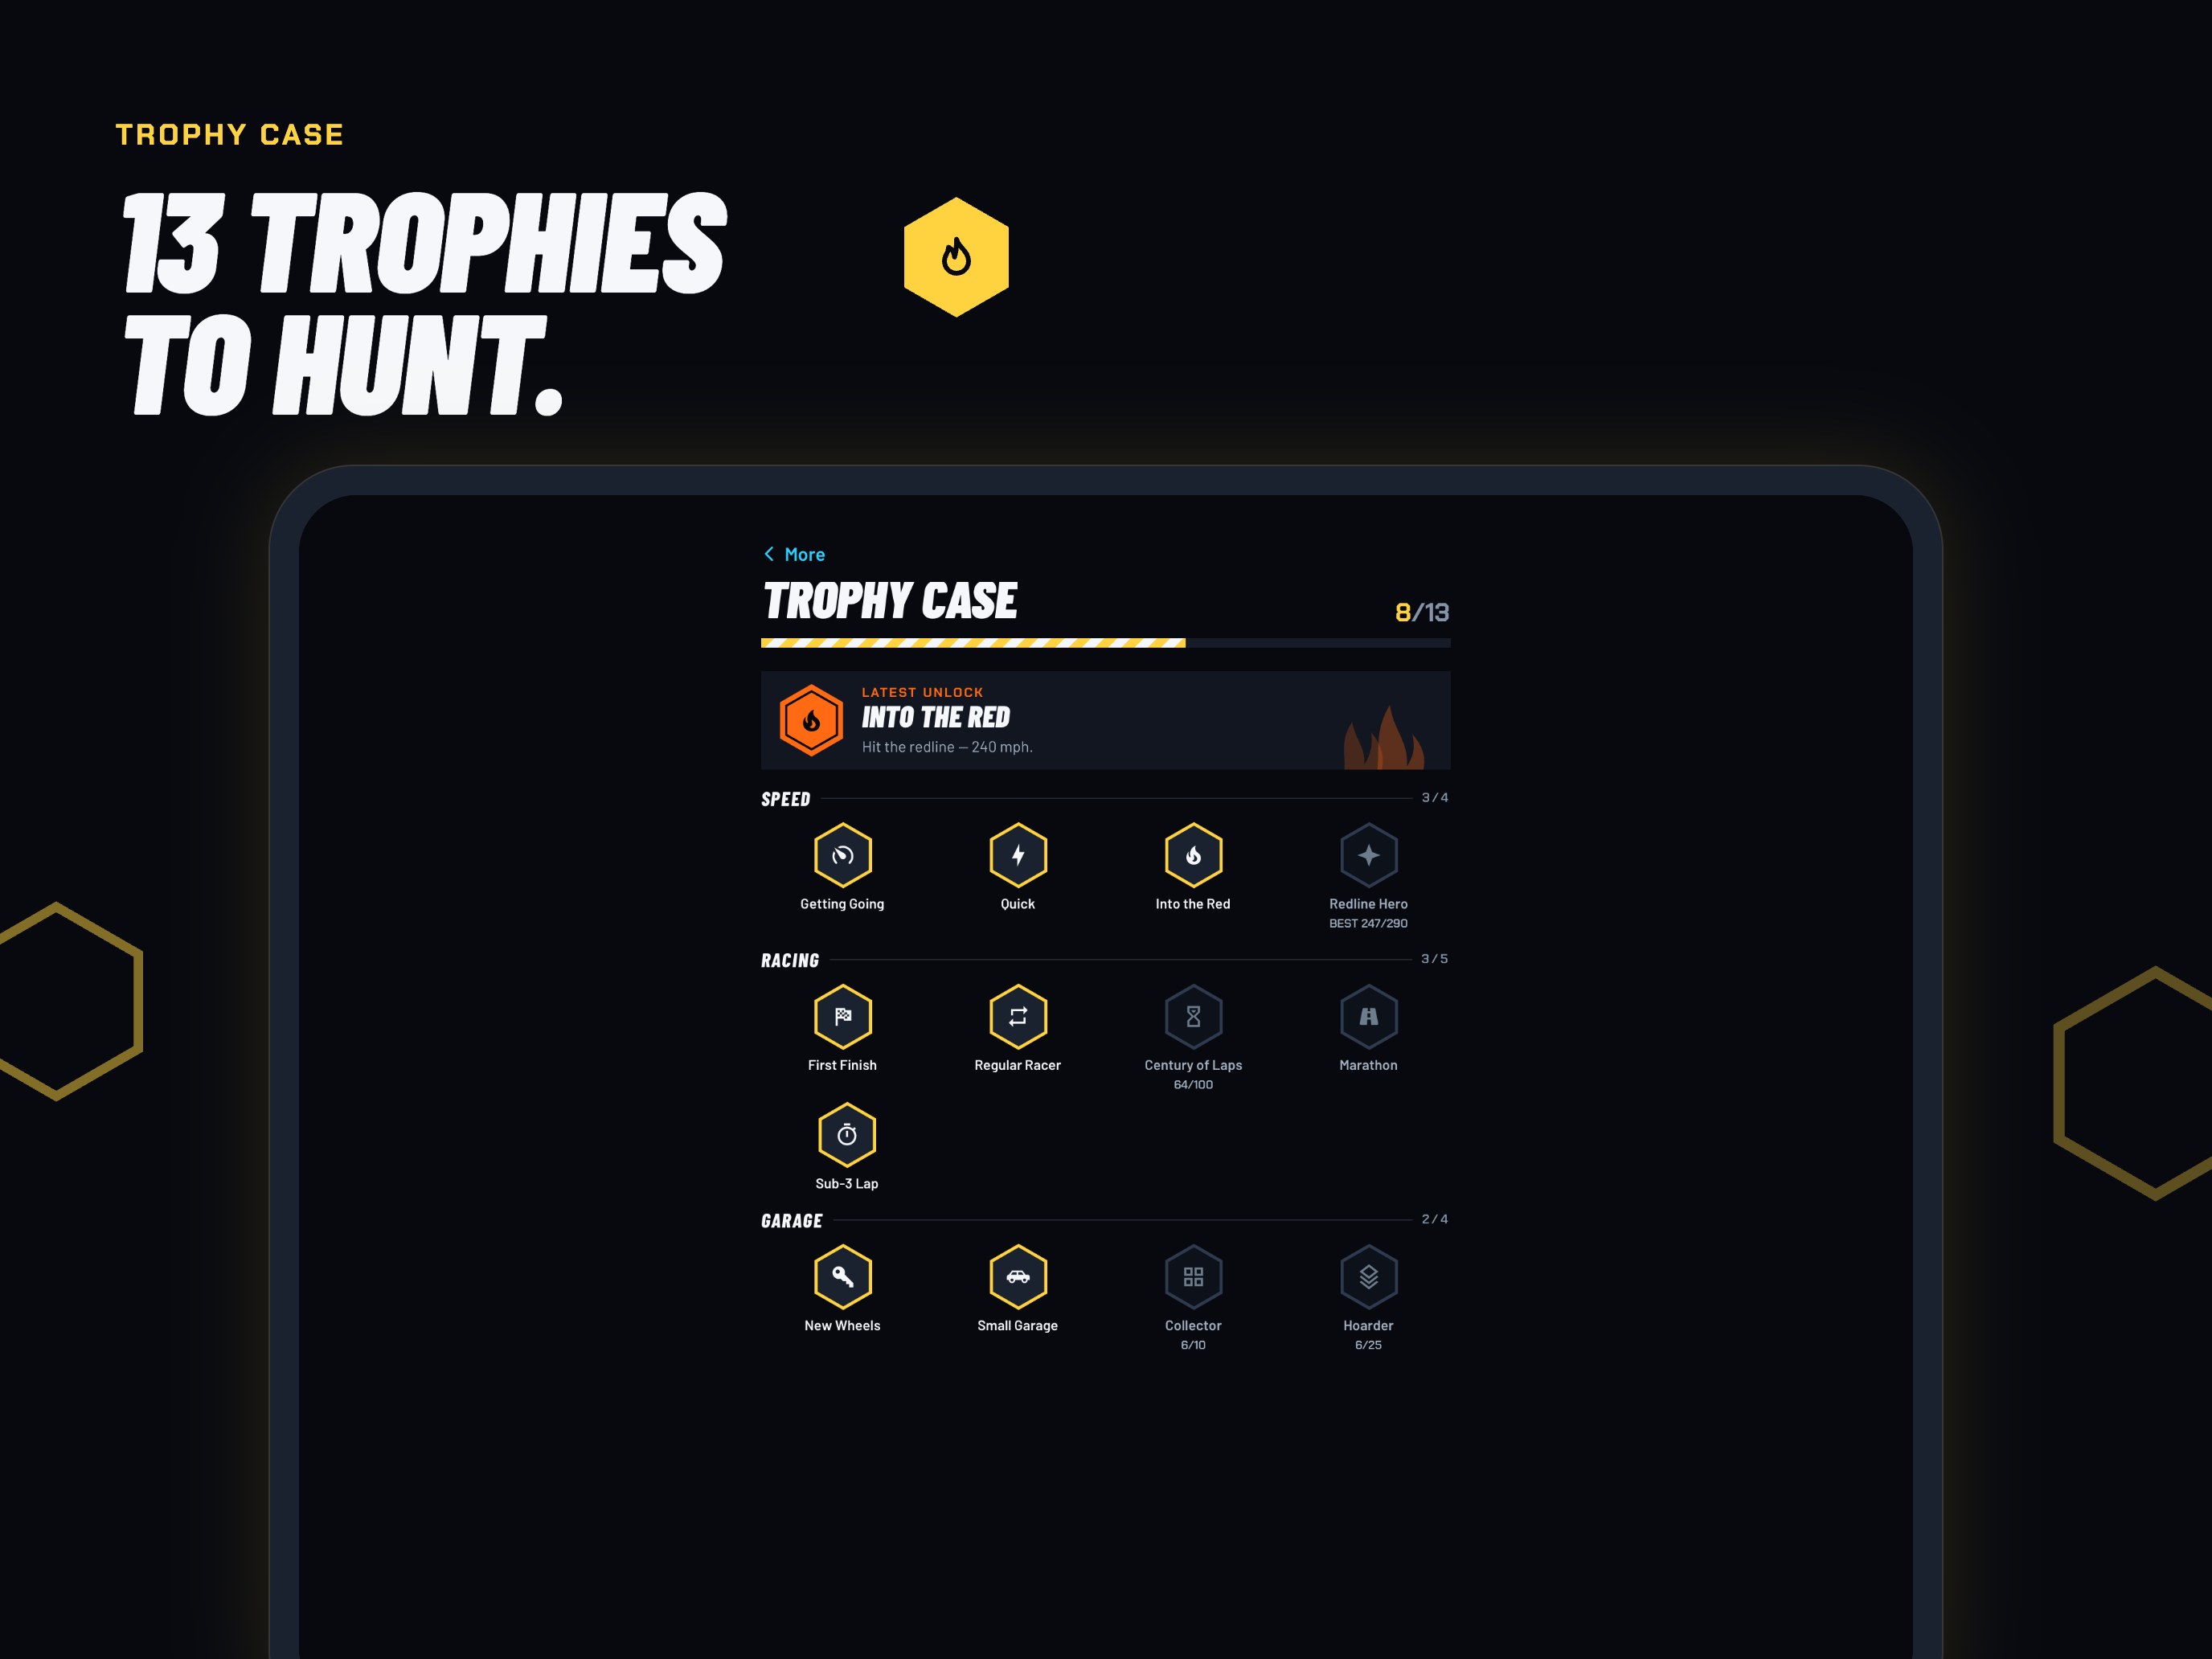 TROPHY CASE
13 TROPHIES
TO HUNT.
More
TROPHY CASE
8/13
LATEST UNLOCK
INTO THE RED
Hit the redline — 240 mph.
SPEED
3/4
Getting Going
Quick
Into the Red
Redline Hero
BEST 247/290
RACING
3/5
First Finish
Regular Racer
Century of Laps
64/100
Marathon
Sub-3 Lap
GARAGE
2/4
New Wheels
Small Garage
Collector
6/10
Hoarder
6/25